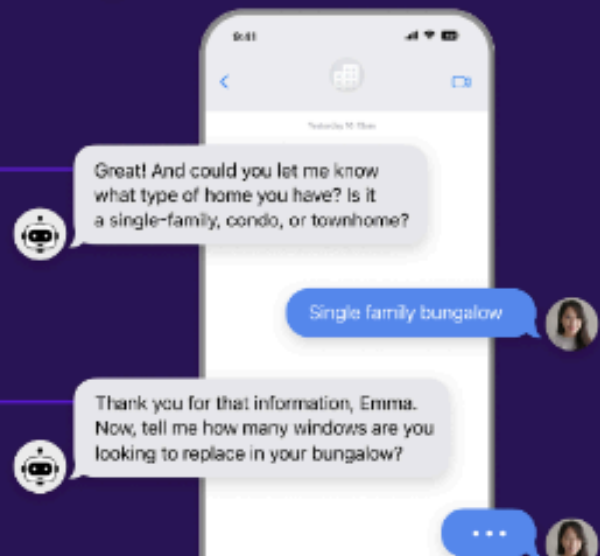 9:41
Great! And could you let me know
what type of home you have? Is it
a single-family, condo, or townhome?
Single family bungalow
Thank you for that information, Emma.
Now, tell me how many windows are you
looking to replace in your bungalow?